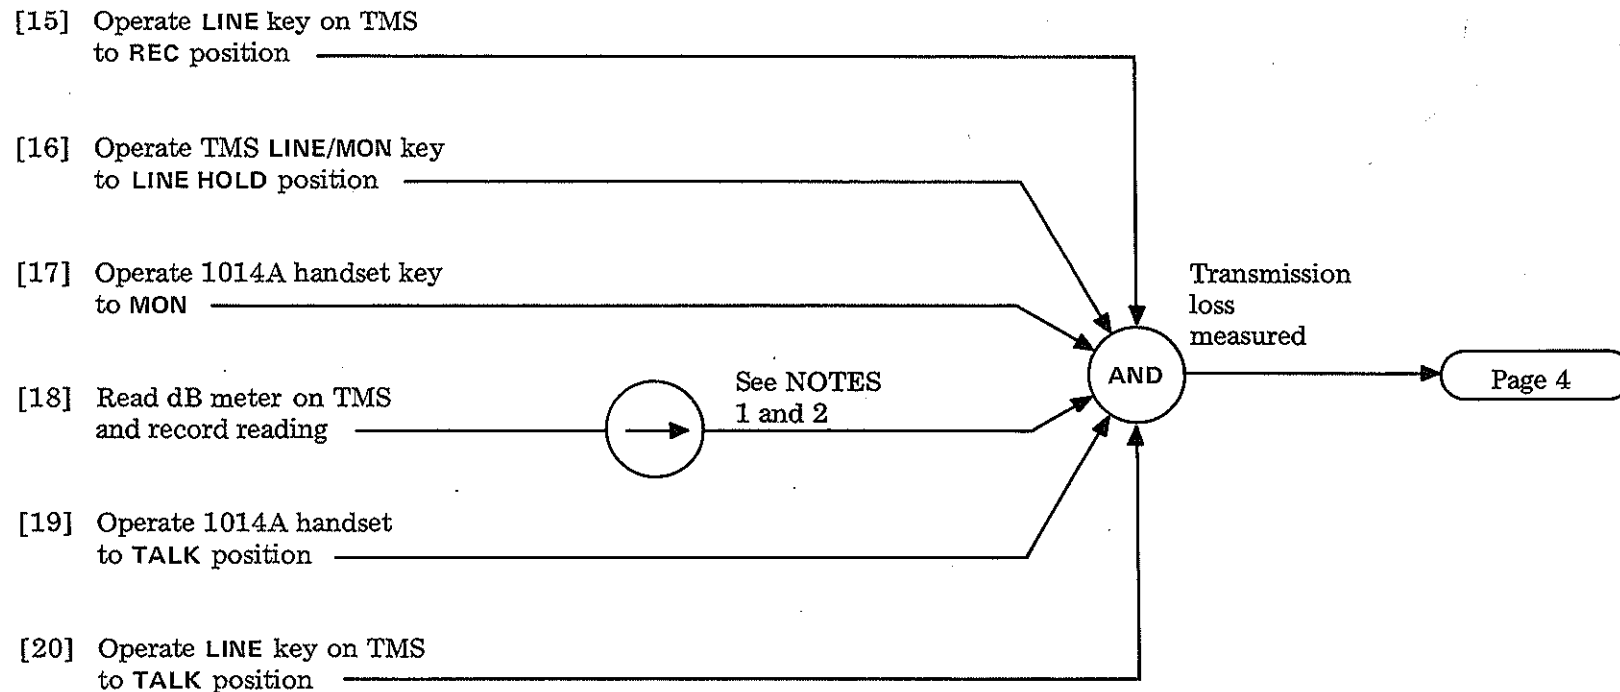 [15] Operate LINE key on TMS
to REC position
[16] Operate TMS LINE/MON key
to LINE HOLD position
[17] Operate 1014A handset key
to MON
Transmission
loss
measured
AND
Page 4
[18] Read dB meter on TMS
and record reading
See NOTES
1 and 2
[19] Operate 1014A handset
to TALK position
[20] Operate LINE key on TMS
to TALK position